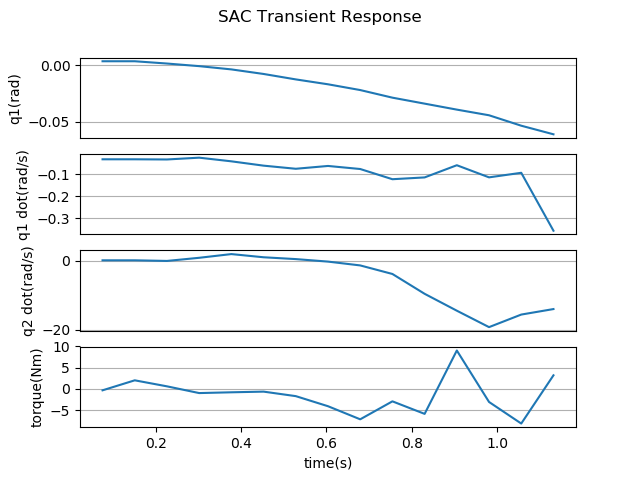 SAC Transient Response
q1(rad)
0.00
−0.05
q1 dot(rad/s)
−0.1
−0.2
−0.3
q2 dot(rad/s)
0
−20
torque(Nm)
10
5
0
−5
0.2 0.4 0.6 0.8 1.0
time(s)